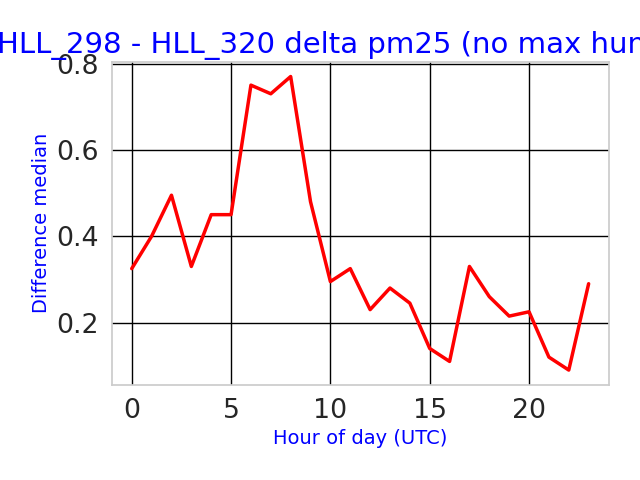 HLL_298 - HLL_320 delta pm25 (no max
0.8
0.6
0.4
0.2
Difference median
0 5 10 15 20
Hour of day (UTC)